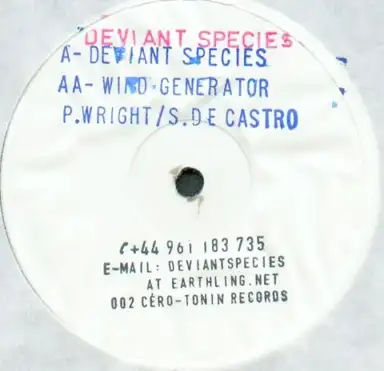 DEVIANT SPECIES
A- DEVIANT SPECIES
AA- WIND GENERATOR
P.WRIGHT/S.DE CASTRO
+44 961 183 735
E-MAIL: DEVIANTSPECIES
AT EARTHLING.NET
002 CÉRO-TONIN RECORDS